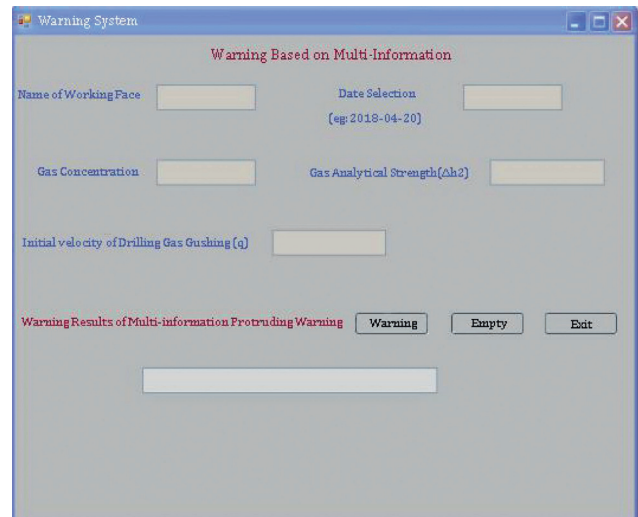 Warning System
Warning Based on Multi-Information
Name of Working Face
Date Selection
(eg: 2018-04-20)
Gas Concentration
Gas Analytical Strength(Δh2)
Initial velocity of Drilling Gas Gushing (q)
Warning Results of Multi-information Protruding Warning
Warning
Empty
Exit